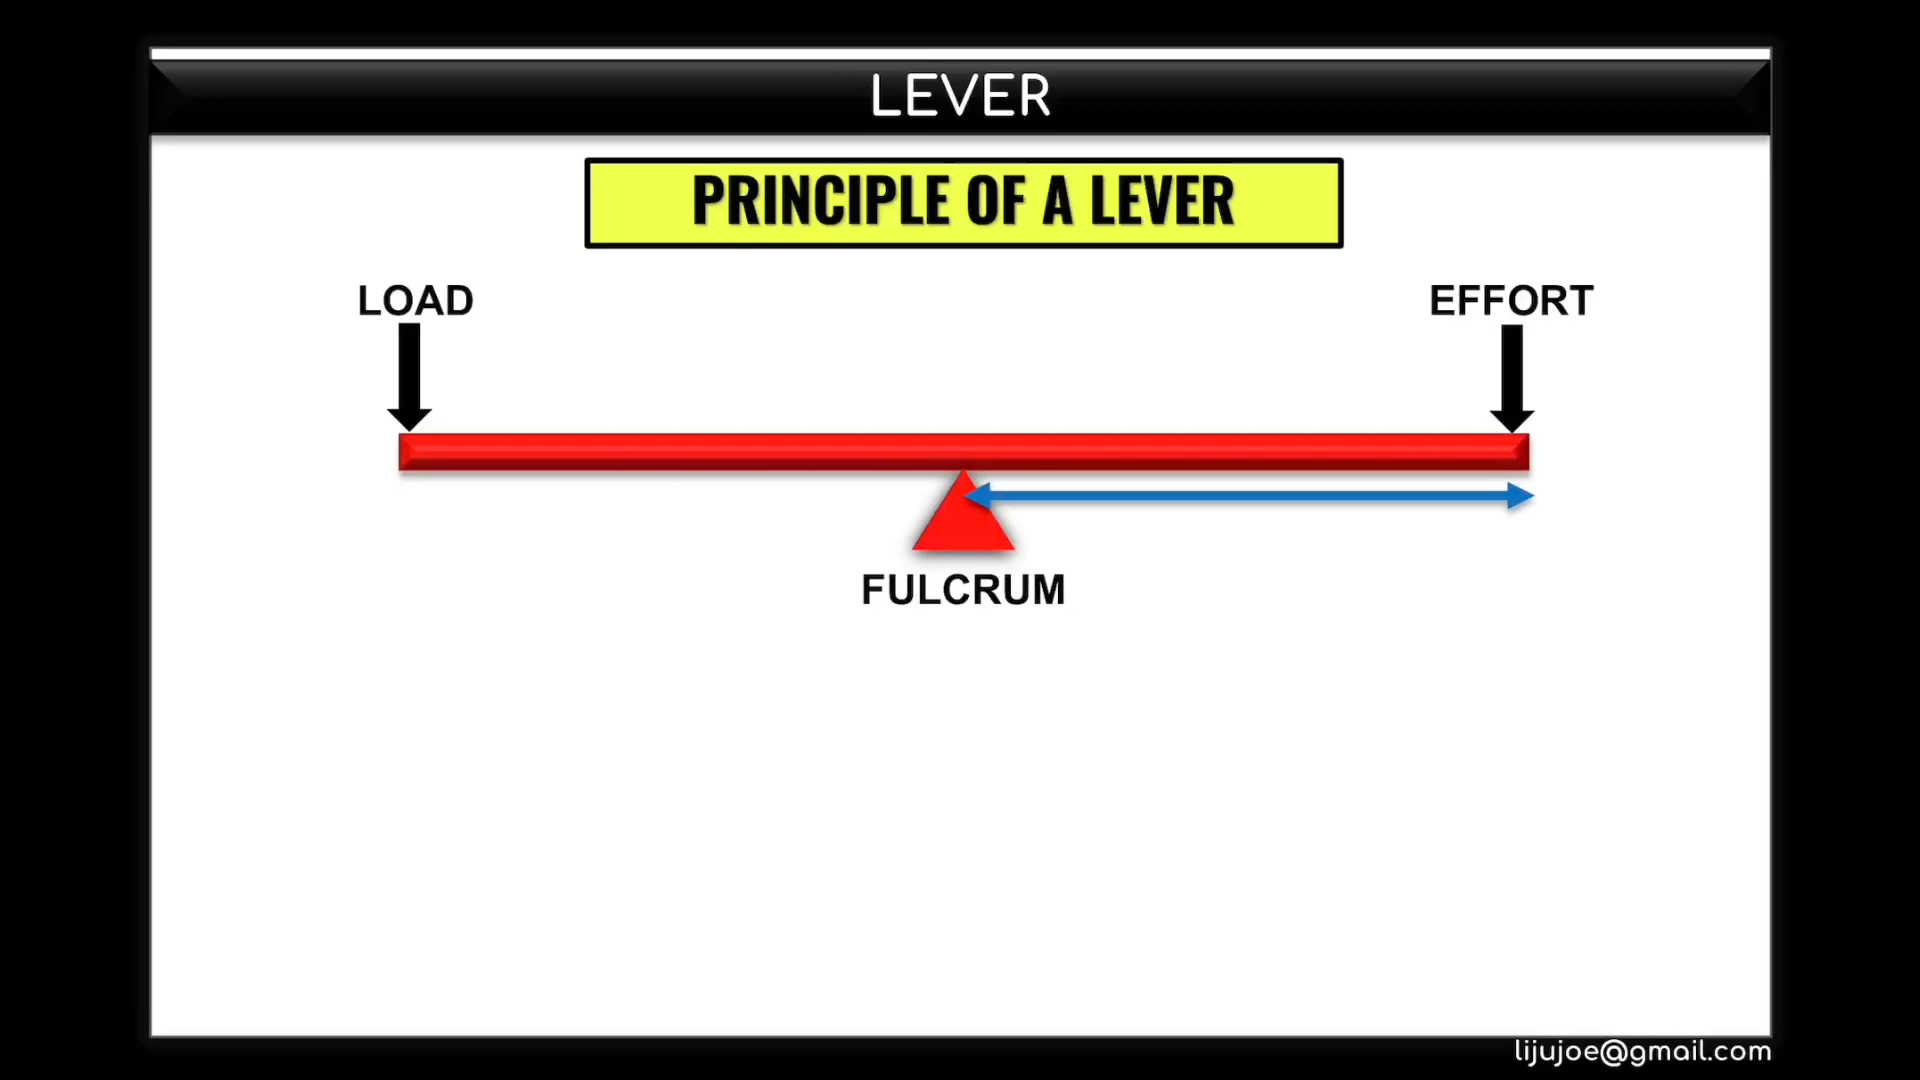 LEVER
PRINCIPLE OF A LEVER
LOAD
EFFORT
FULCRUM
lijujoe@gmail.com